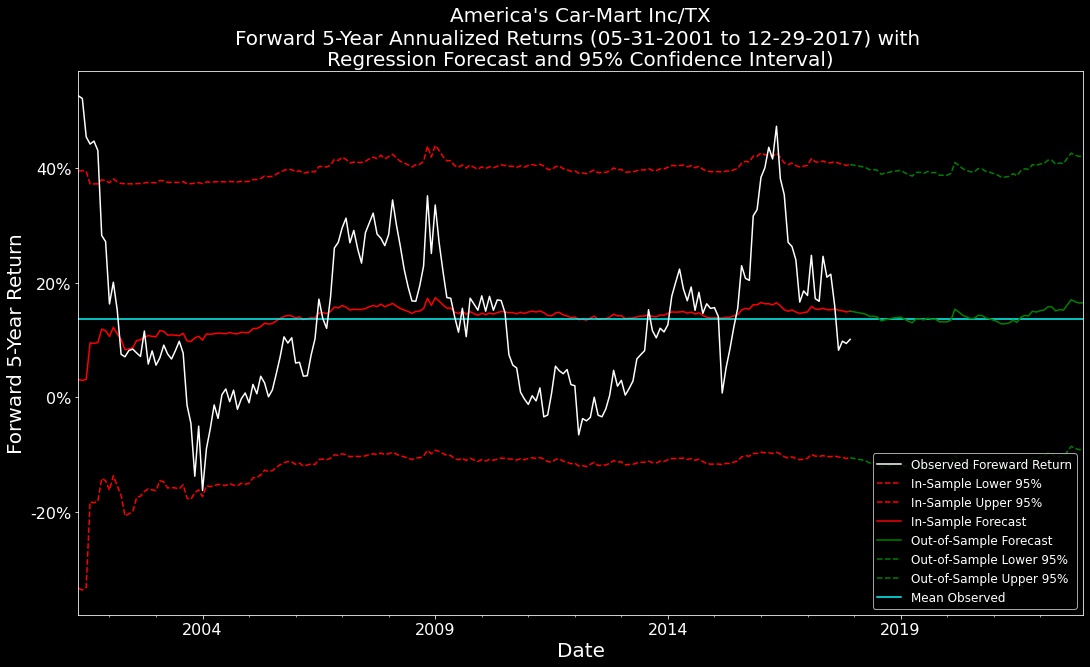 America's Car-Mart Inc/TX
Forward 5-Year Annualized Returns (05-31-2001 to 12-29-2017) with
Regression Forecast and 95% Confidence Interval)
Forward 5-Year Return
40%
20%
0%
-20%
2004
2009
2014
2019
Date
Observed Foreward Return
In-Sample Lower 95%
In-Sample Upper 95%
In-Sample Forecast
Out-of-Sample Forecast
Out-of-Sample Lower 95%
Out-of-Sample Upper 95%
Mean Observed